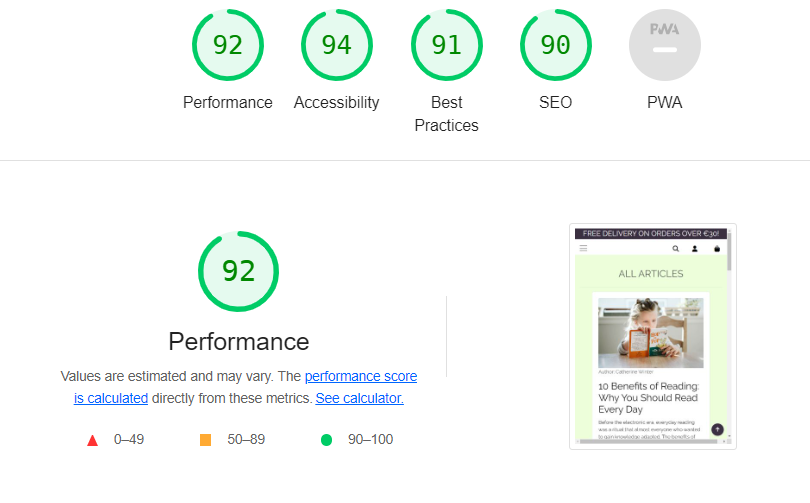 92 94 91 90 PWA
Performance Accessibility Best Practices SEO PWA
92
Performance
Values are estimated and may vary. The performance score
is calculated directly from these metrics. See calculator.
0–49 50–89 90–100
FREE DELIVERY ON ORDERS OVER €30!
ALL ARTICLES
Author: Catherine Winter
10 Benefits of Reading:
Why You Should Read
Every Day
Before the electronic era, everyday reading
was a ritual that almost everyone who wanted
to gain knowledge adopted. The benefits of